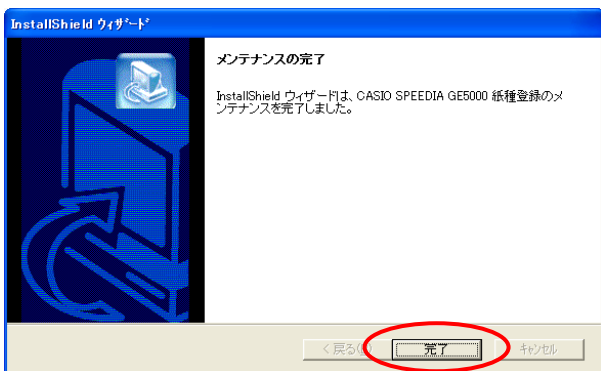 InstallShield ウィザード
メンテナンスの完了
InstallShield ウィザードは、CASIO SPEEDIA GE5000 紙種登録のメ
ンテナンスを完了しました。
< 戻る( 完了 キャンセル